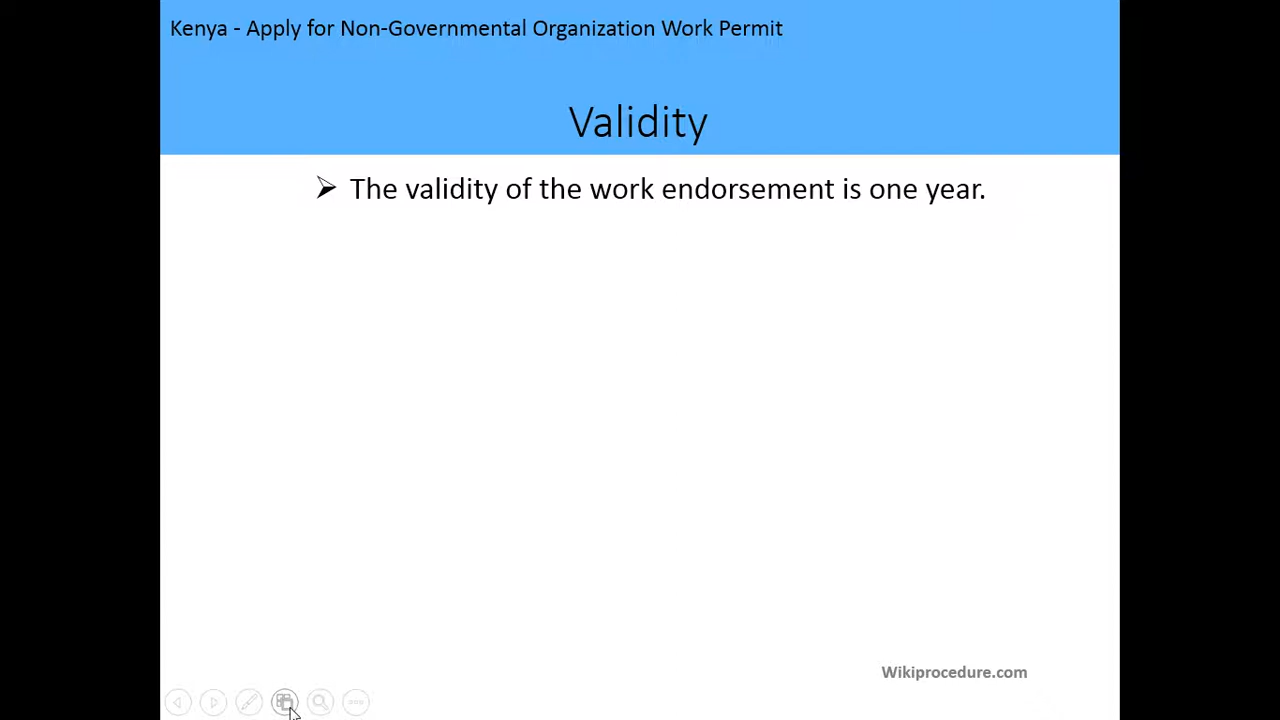 Kenya - Apply for Non-Governmental Organization Work Permit
Validity
The validity of the work endorsement is one year.
Wikiprocedure.com